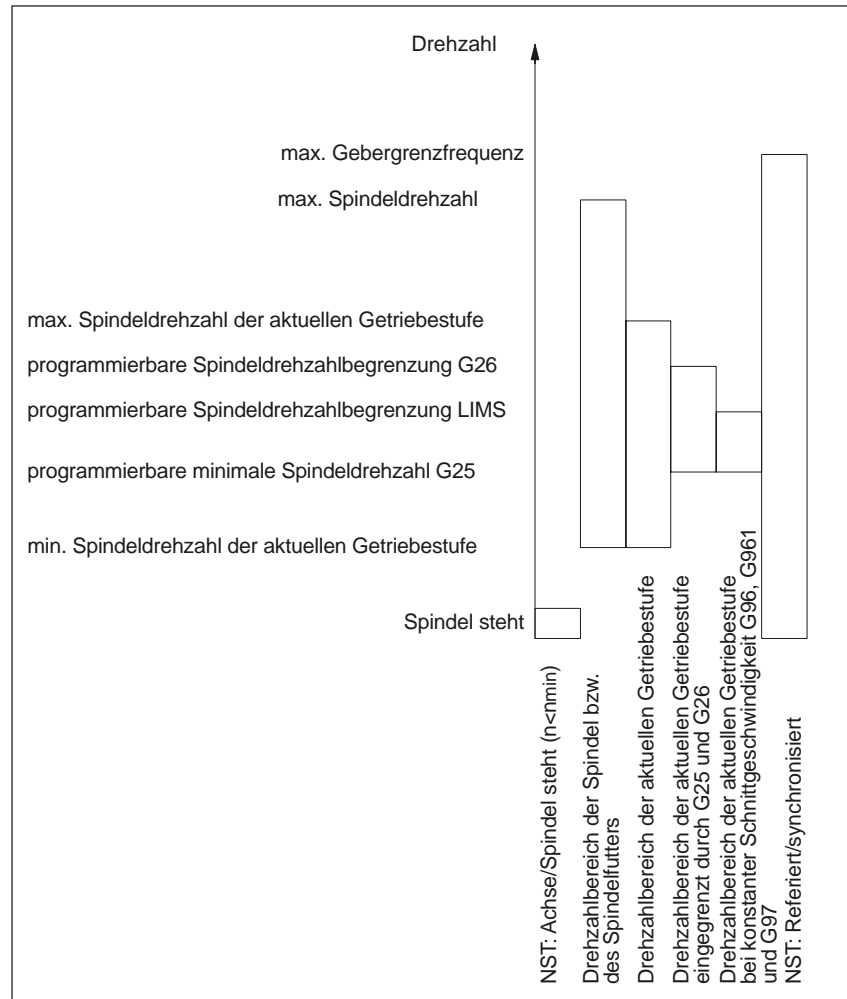 Drehzahl
max. Gebergrenzfrequenz
max. Spindeldrehzahl
max. Spindeldrehzahl der aktuellen Getriebestufe
programmierbare Spindeldrehzahlbegrenzung G26
programmierbare Spindeldrehzahlbegrenzung LIMS
programmierbare minimale Spindeldrehzahl G25
min. Spindeldrehzahl der aktuellen Getriebestufe
Spindel steht
NST: Achse/Spindel steht (n<nmin)
Drehzahlbereich der Spindel bzw.
des Spindelfutters
Drehzahlbereich der aktuellen Getriebestufe
Drehzahlbereich der aktuellen Getriebestufe
eingegrenzt durch G25 und G26
Drehzahlbereich der aktuellen Getriebestufe
bei konstanter Schnittgeschwindigkeit G96, G961
und G97
NST: Referiert/synchronisiert